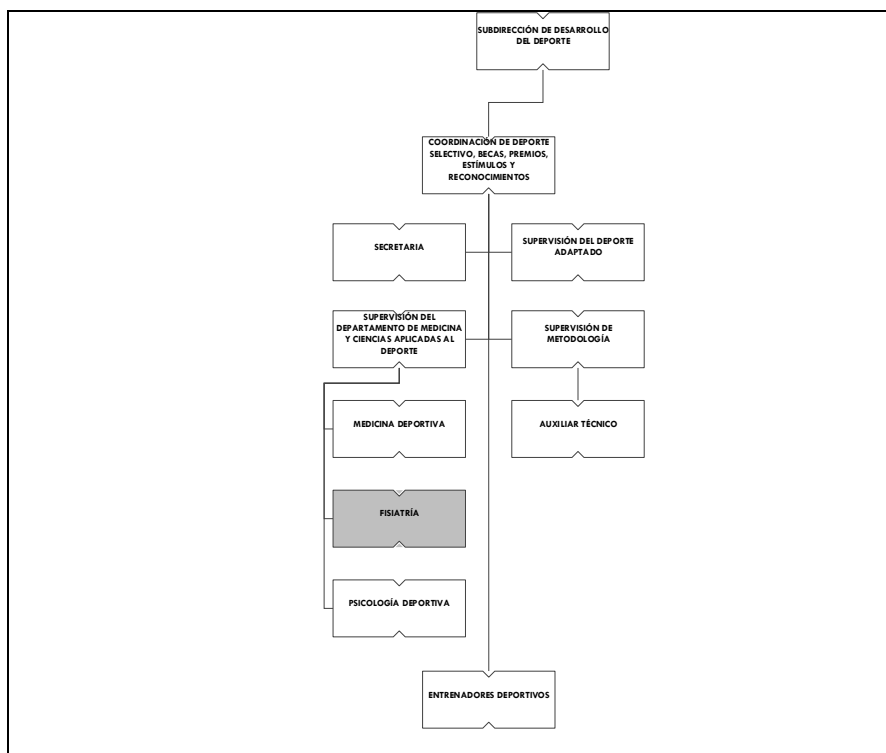 SUBDIRECCIÓN DE DESARROLLO
DEL DEPORTE
COORDINACIÓN DE DEPORTE
SELECTIVO, BECAS, PREMIOS,
ESTÍMULOS Y
RECONOCIMIENTOS
SECRETARIA
SUPERVISIÓN DEL DEPORTE
ADAPTADO
SUPERVISIÓN DEL
DEPARTAMENTO DE MEDICINA
Y CIENCIAS APLICADAS AL
DEPORTE
SUPERVISIÓN DE
METODOLOGÍA
MEDICINA DEPORTIVA
AUXILIAR TÉCNICO
FISIATRÍA
PSICOLOGÍA DEPORTIVA
ENTRENADORES DEPORTIVOS